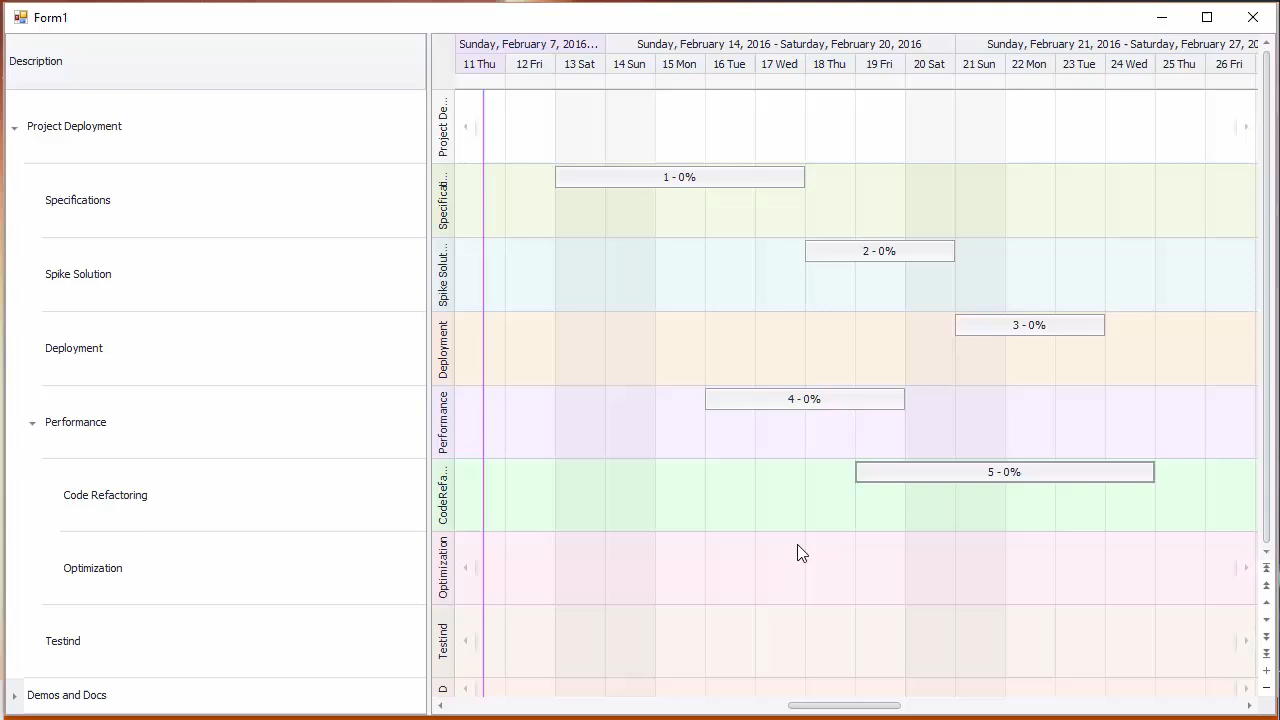 Form1
Description
Sunday, February 7, 2016...
Sunday, February 14, 2016 - Saturday, February 20, 2016
Sunday, February 21, 2016 - Saturday, February 27, 20
11 Thu 12 Fri 13 Sat 14 Sun 15 Mon 16 Tue 17 Wed 18 Thu 19 Fri 20 Sat 21 Sun 22 Mon 23 Tue 24 Wed 25 Thu 26 Fri
Project Deployment
Project De...
Specifications
Specificati...
1 - 0%
Spike Solution
Spike Solut...
2 - 0%
Deployment
Deployment
3 - 0%
Performance
Performance
4 - 0%
Code Refactoring
CodeRefa...
5 - 0%
Optimization
Optimization
Testind
Testind
Demos and Docs
D